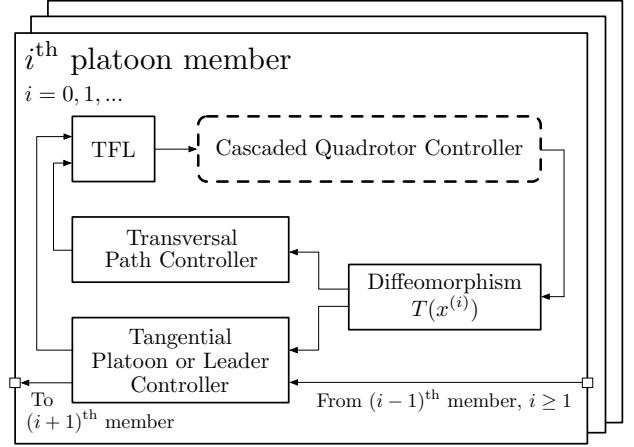 iᵗʰ platoon member
i = 0, 1, ...
TFL
Cascaded Quadrotor Controller
Transversal
Path Controller
Diffeomorphism
T(x⁽ⁱ⁾)
Tangential
Platoon or Leader
Controller
To
(i + 1)ᵗʰ member
From (i − 1)ᵗʰ member, i ≥ 1